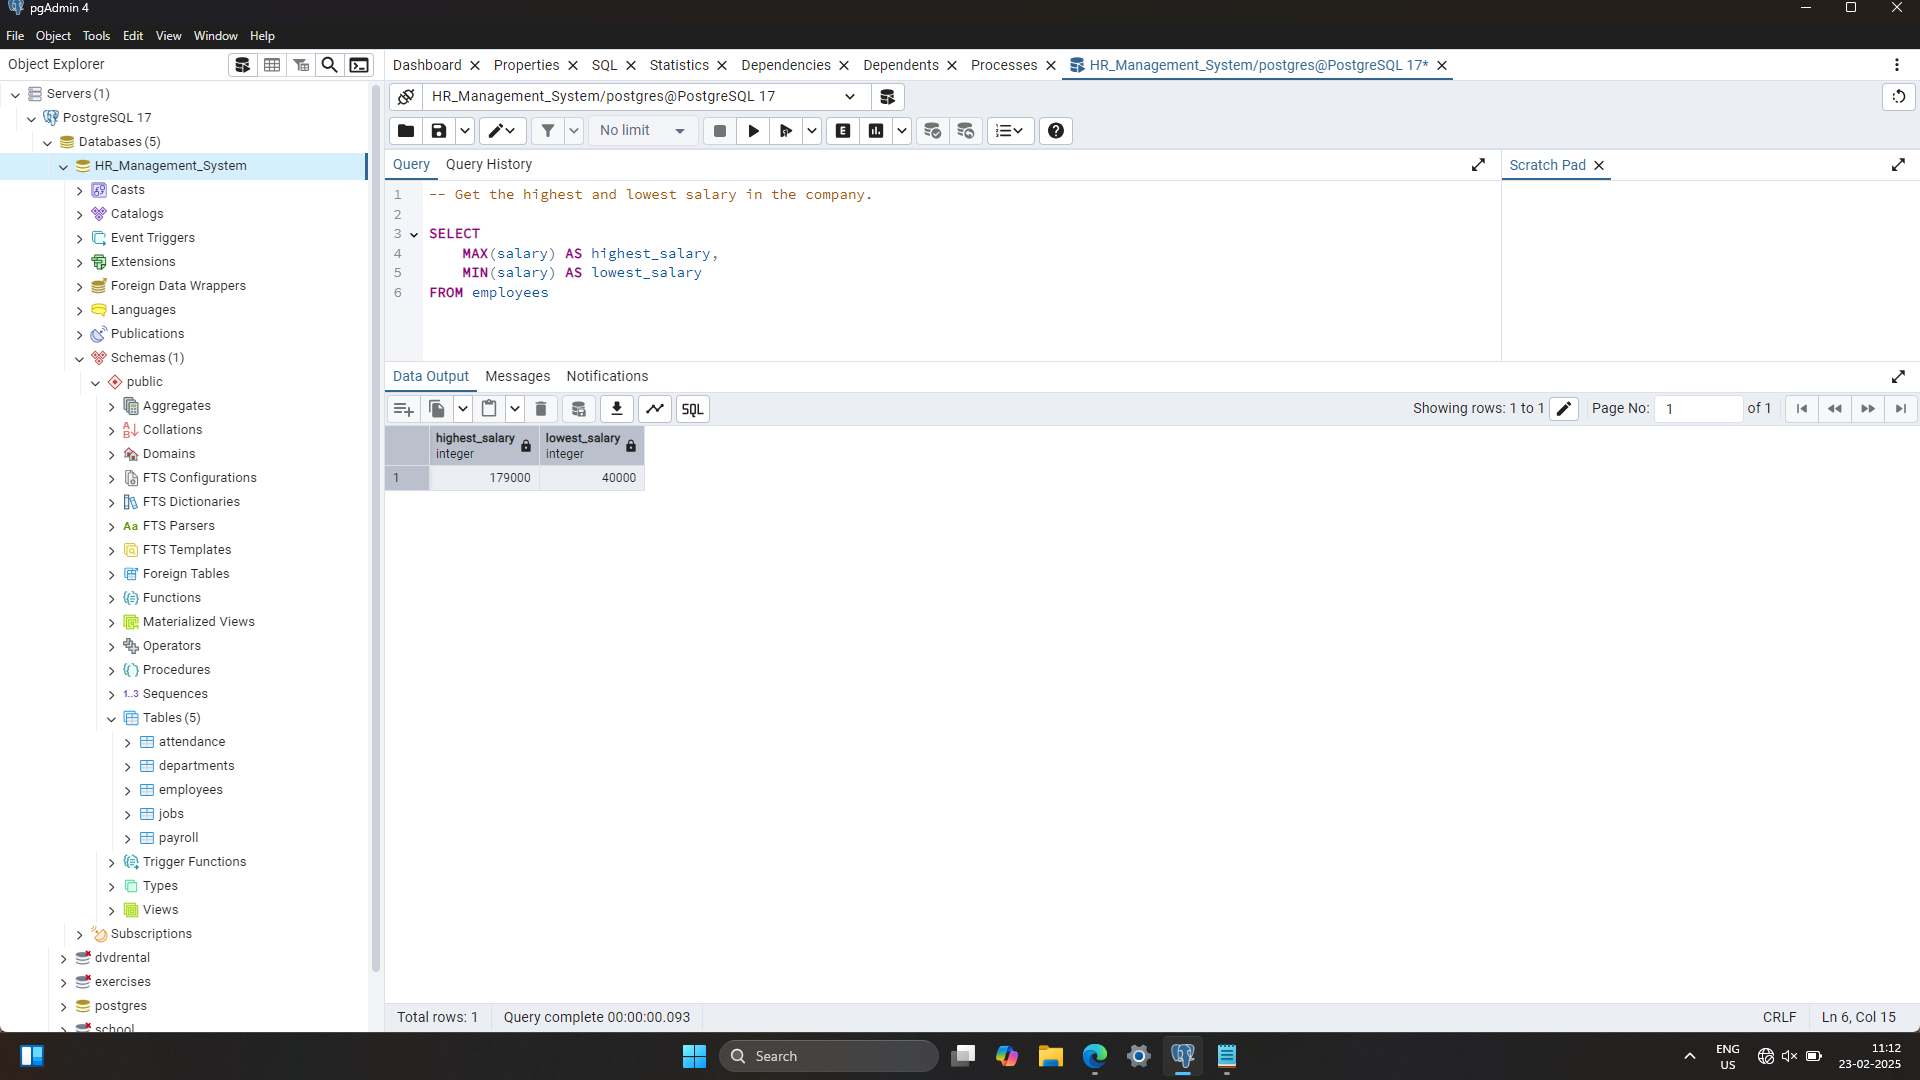 pgAdmin 4
File Object Tools Edit View Window Help
Object Explorer
Dashboard Properties SQL Statistics Dependencies Dependents Processes HR_Management_System/postgres@PostgreSQL 17*
Servers (1)
PostgreSQL 17
Databases (5)
HR_Management_System
Casts
Catalogs
Event Triggers
Extensions
Foreign Data Wrappers
Languages
Publications
Schemas (1)
public
Aggregates
Collations
Domains
FTS Configurations
FTS Dictionaries
Aa FTS Parsers
FTS Templates
Foreign Tables
Functions
Materialized Views
Operators
Procedures
1..3 Sequences
Tables (5)
attendance
departments
employees
jobs
payroll
Trigger Functions
Types
Views
Subscriptions
dvdrental
exercises
postgres
school
HR_Management_System/postgres@PostgreSQL 17
No limit E
Query Query History
Scratch Pad
1 -- Get the highest and lowest salary in the company.
2
3 SELECT
4 MAX(salary) AS highest_salary,
5 MIN(salary) AS lowest_salary
6 FROM employees
Data Output Messages Notifications
SQL Showing rows: 1 to 1 Page No: 1 of 1
highest_salary integer lowest_salary integer
1 179000 40000
Total rows: 1 Query complete 00:00:00.093 CRLF Ln 6, Col 15
Search
ENG
US
11:12
23-02-2025